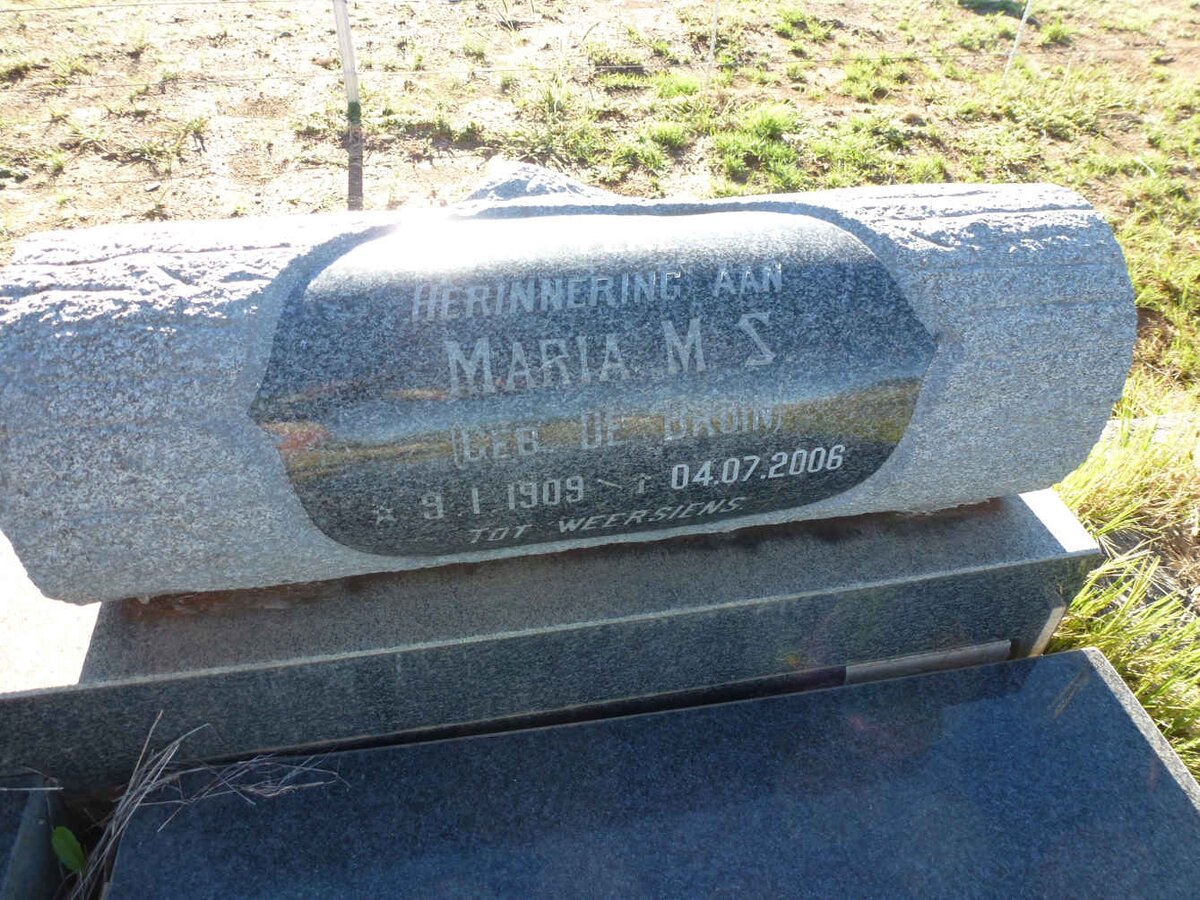 HERINNERING AAN
MARIA M S
(GEB. DE BRUIN)
* 9.1.1909 ~ † 04.07.2006
TOT WEERSIENS